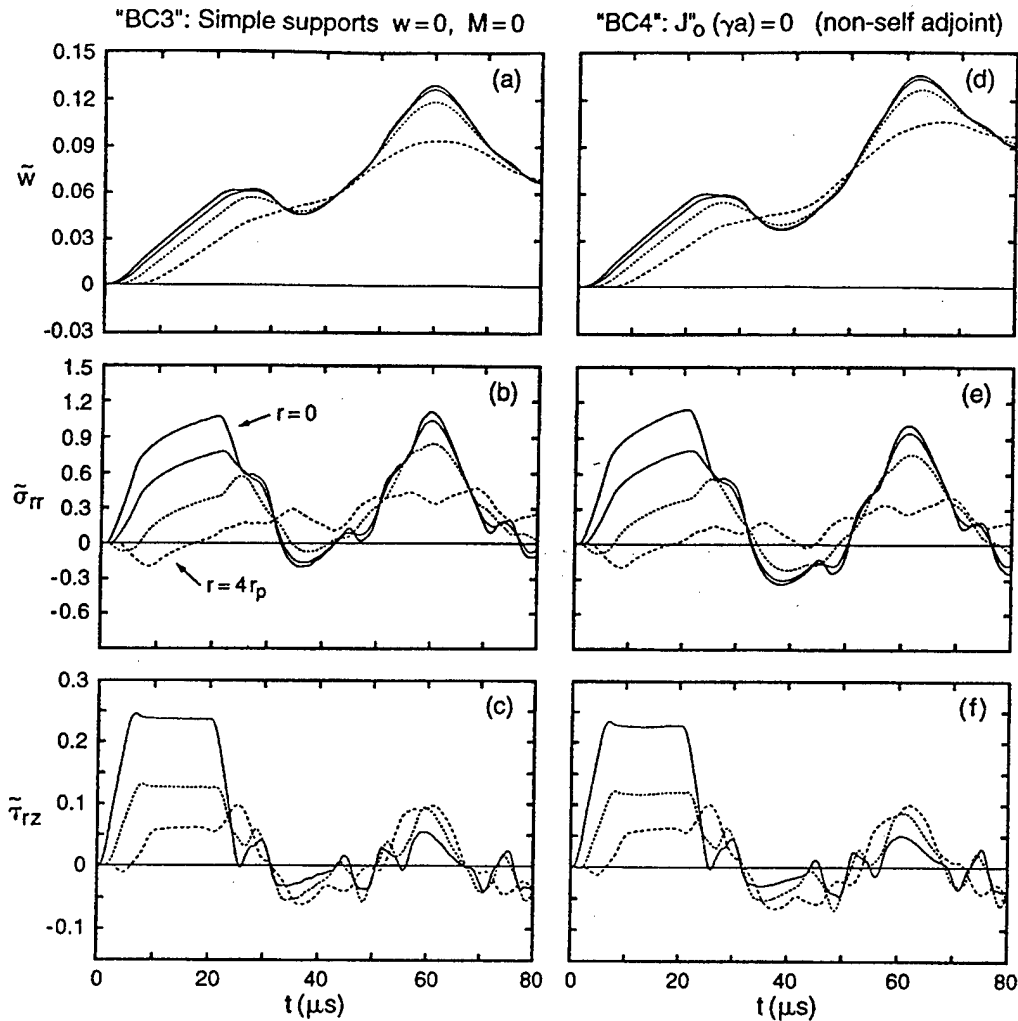 "BC3": Simple supports w=0, M=0
"BC4": J"₀ (γa)=0 (non-self adjoint)
0.15
0.12
0.09
0.06
0.03
0
-0.03
w̃
(a)
(d)
1.5
1.2
0.9
0.6
0.3
0
-0.3
-0.6
σ̃rr
(b)
r=0
r=4rp
(e)
0.3
0.2
0.1
0
-0.1
τ̃rz
(c)
(f)
0 20 40 60 80
0 20 40 60 80
t (μs)
t (μs)